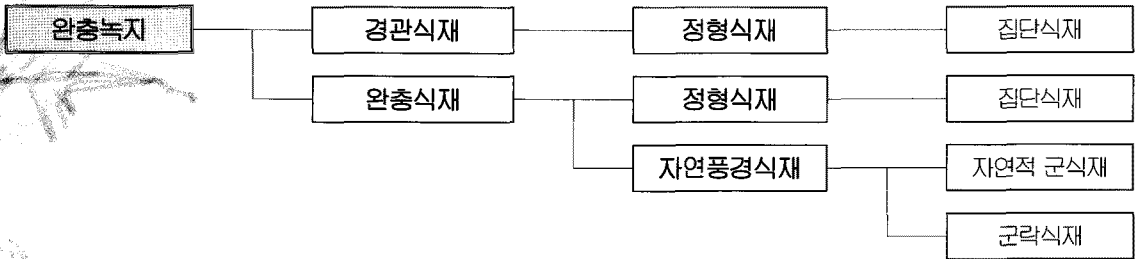 완충녹지 경관식재 정형식재 집단식재
완충식재 정형식재 집단식재
자연풍경식재 자연적 군식재
군락식재